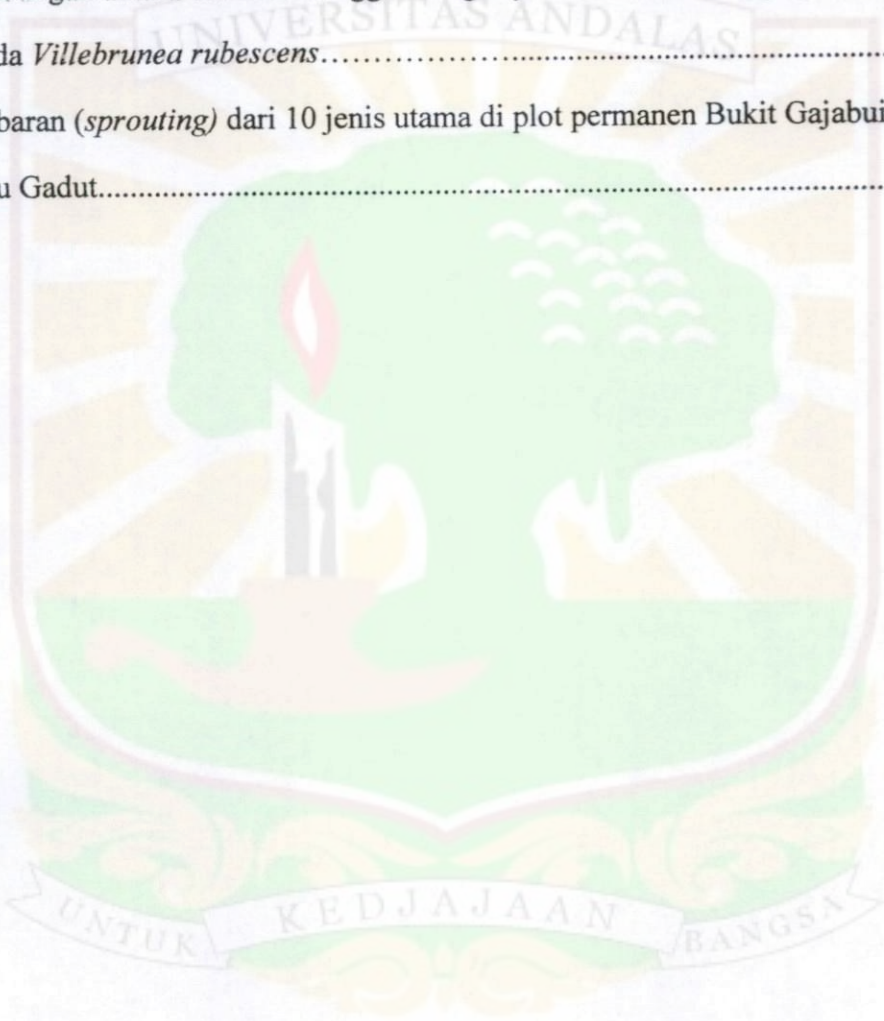 UNIVERSITAS ANDALAS
da Villebrunea rubescens..........................................................
baran (sprouting) dari 10 jenis utama di plot permanen Bukit Gajabui
u Gadut.............................................................................................
UNTUK KEDJAJAAN BANGSA